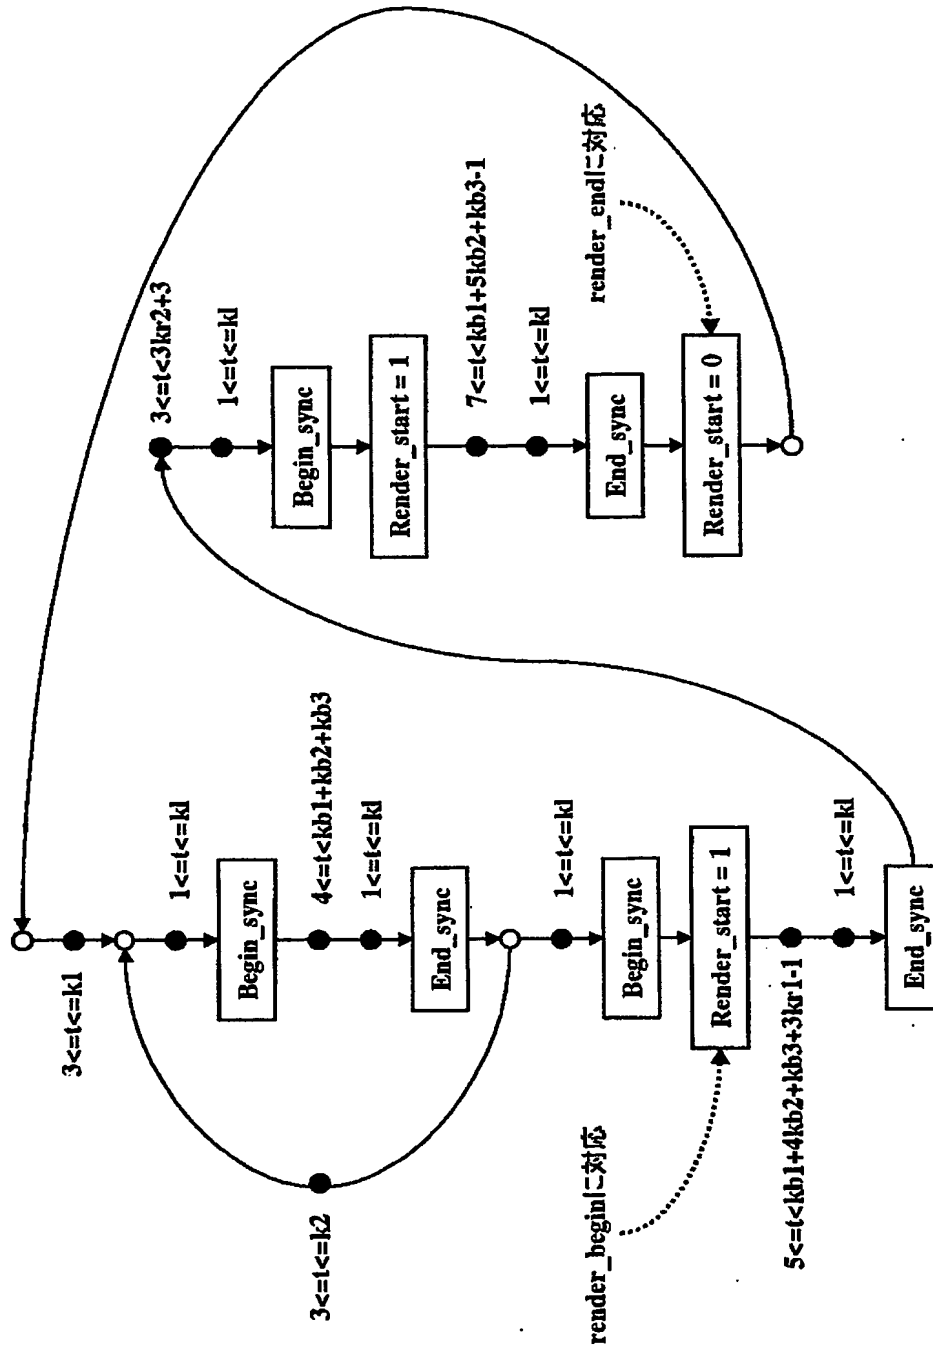 3<=t<=k1
1<=t<=kl
Begin_sync
3<=t<=k2
4<=t<kb1+kb2+kb3
1<=t<=kl
End_sync
1<=t<=kl
render_beginに対応
Begin_sync
Render_start = 1
5<=t<kb1+4kb2+kb3+3kr1-1
1<=t<=kl
End_sync
3<=t<3kr2+3
1<=t<=kl
Begin_sync
Render_start = 1
7<=t<kb1+5kb2+kb3-1
1<=t<=kl
render_endに対応
End_sync
Render_start = 0